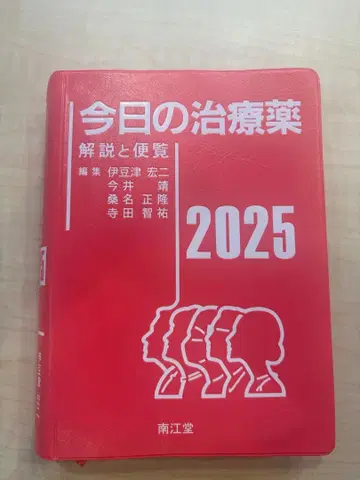 今日の治療薬
解説と便覧
編集 伊豆津 宏二
今井 靖
桑名 正隆
寺田 智祐
2025
南江堂